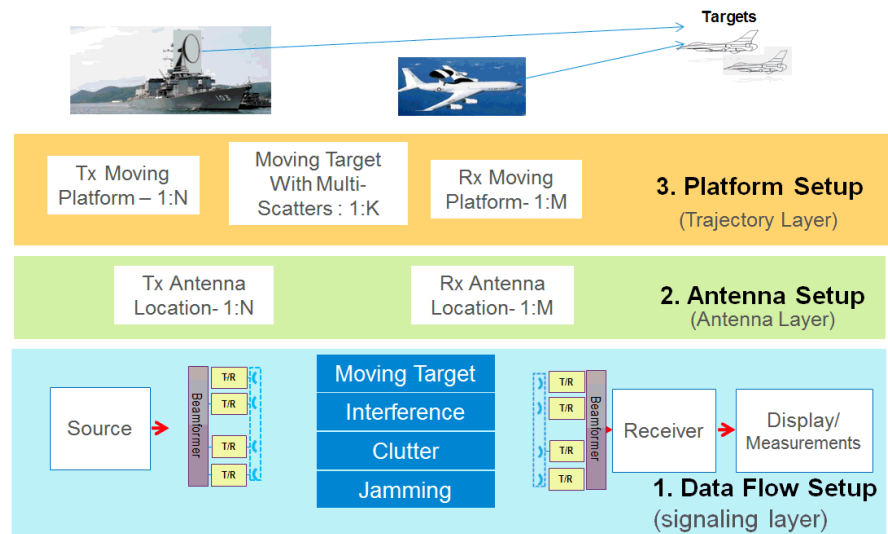 Targets
103
Tx Moving
Platform – 1:N
Moving Target
With Multi-
Scatters : 1:K
Rx Moving
Platform- 1:M
3. Platform Setup
(Trajectory Layer)
Tx Antenna
Location- 1:N
Rx Antenna
Location- 1:M
2. Antenna Setup
(Antenna Layer)
Source
Beamformer
T/R
T/R
T/R
T/R
Moving Target
Interference
Clutter
Jamming
T/R
T/R
T/R
T/R
Beamformer
Receiver
Display/
Measurements
1. Data Flow Setup
(signaling layer)